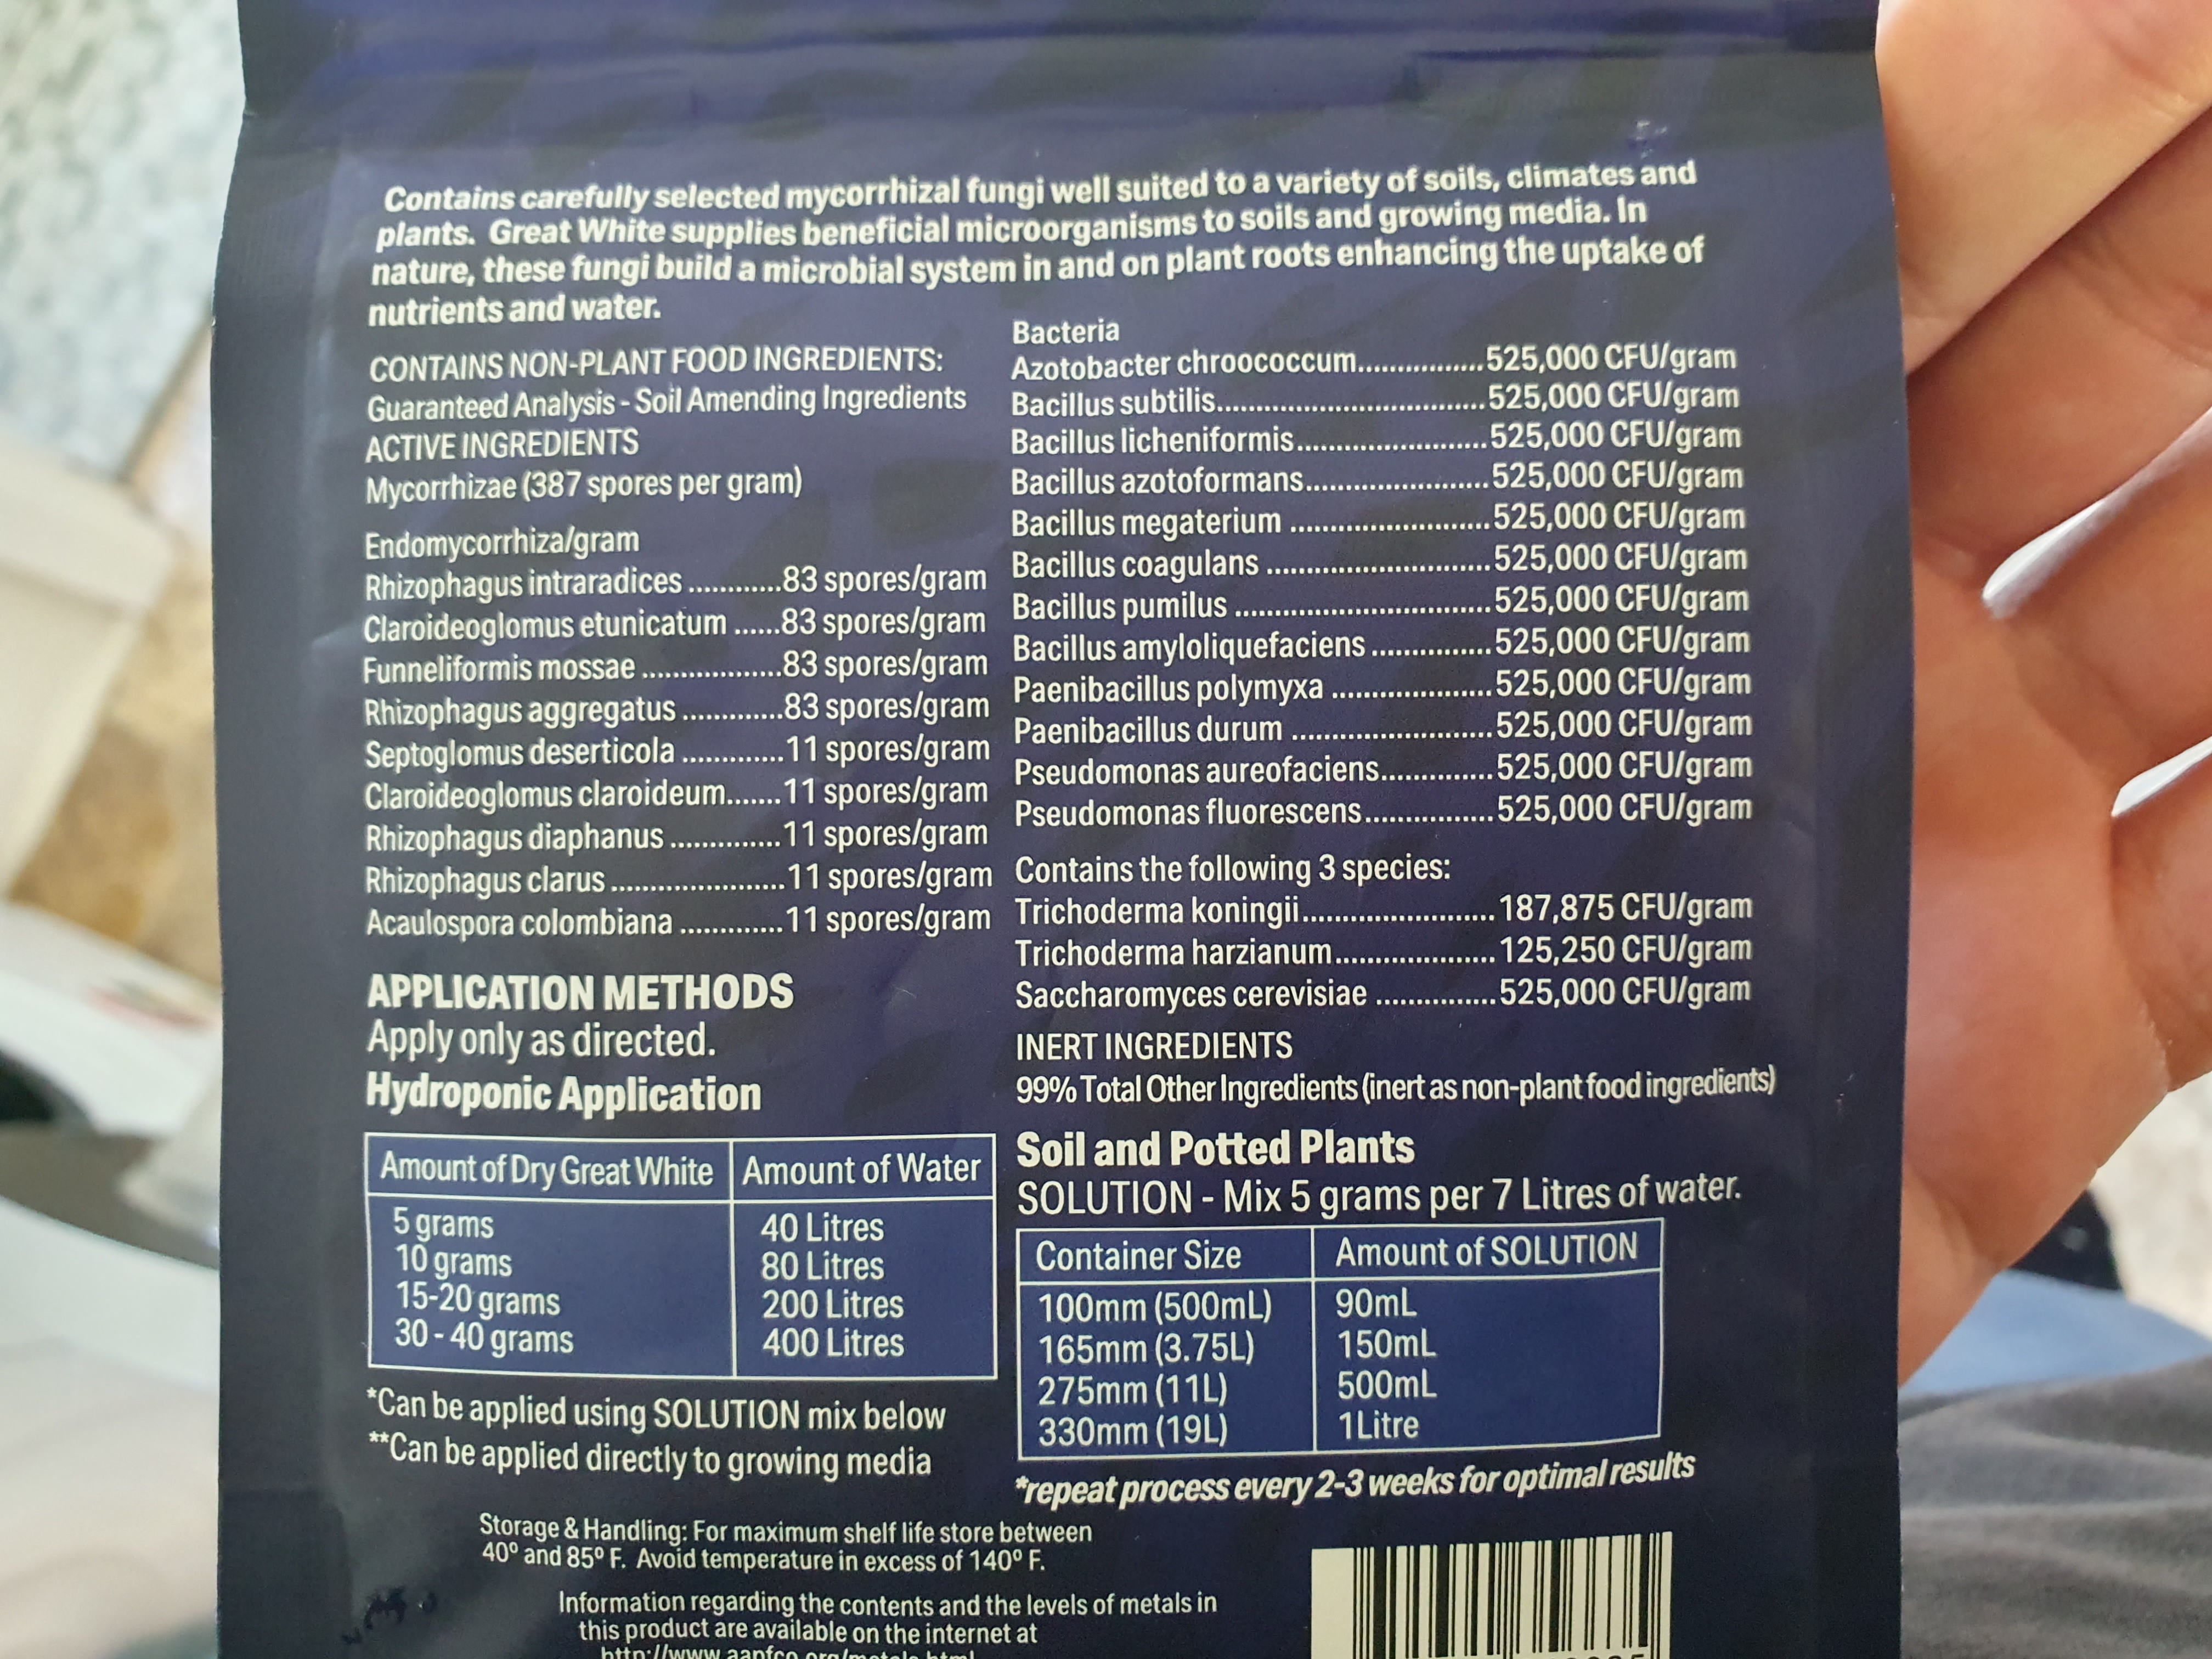 Contains carefully selected mycorrhizal fungi well suited to a variety of soils, climates and
plants. Great White supplies beneficial microorganisms to soils and growing media. In
nature, these fungi build a microbial system in and on plant roots enhancing the uptake of
nutrients and water.
CONTAINS NON-PLANT FOOD INGREDIENTS:
Guaranteed Analysis - Soil Amending Ingredients
ACTIVE INGREDIENTS
Mycorrhizae (387 spores per gram)
Endomycorrhiza/gram
Rhizophagus intraradices ...........83 spores/gram
Claroideoglomus etunicatum ......83 spores/gram
Funneliformis mossae .................83 spores/gram
Rhizophagus aggregatus ............83 spores/gram
Septoglomus deserticola ............11 spores/gram
Claroideoglomus claroideum.......11 spores/gram
Rhizophagus diaphanus .............11 spores/gram
Rhizophagus clarus .....................11 spores/gram
Acaulospora colombiana ............11 spores/gram
Bacteria
Azotobacter chroococcum................525,000 CFU/gram
Bacillus subtilis..................................525,000 CFU/gram
Bacillus licheniformis........................525,000 CFU/gram
Bacillus azotoformans.......................525,000 CFU/gram
Bacillus megaterium .........................525,000 CFU/gram
Bacillus coagulans ............................525,000 CFU/gram
Bacillus pumilus ................................525,000 CFU/gram
Bacillus amyloliquefaciens ...............525,000 CFU/gram
Paenibacillus polymyxa ....................525,000 CFU/gram
Paenibacillus durum .........................525,000 CFU/gram
Pseudomonas aureofaciens..............525,000 CFU/gram
Pseudomonas fluorescens................525,000 CFU/gram
Contains the following 3 species:
Trichoderma koningii........................187,875 CFU/gram
Trichoderma harzianum....................125,250 CFU/gram
Saccharomyces cerevisiae ...............525,000 CFU/gram
INERT INGREDIENTS
99% Total Other Ingredients (inert as non-plant food ingredients)
APPLICATION METHODS
Apply only as directed.
Hydroponic Application
Amount of Dry Great White Amount of Water
5 grams 40 Litres
10 grams 80 Litres
15-20 grams 200 Litres
30 - 40 grams 400 Litres
*Can be applied using SOLUTION mix below
**Can be applied directly to growing media
Soil and Potted Plants
SOLUTION - Mix 5 grams per 7 Litres of water.
Container Size Amount of SOLUTION
100mm (500mL) 90mL
165mm (3.75L) 150mL
275mm (11L) 500mL
330mm (19L) 1Litre
*repeat process every 2-3 weeks for optimal results
Storage & Handling: For maximum shelf life store between
40º and 85º F. Avoid temperature in excess of 140º F.
Information regarding the contents and the levels of metals in
this product are available on the internet at
http://www.aapfco.org/metals.html